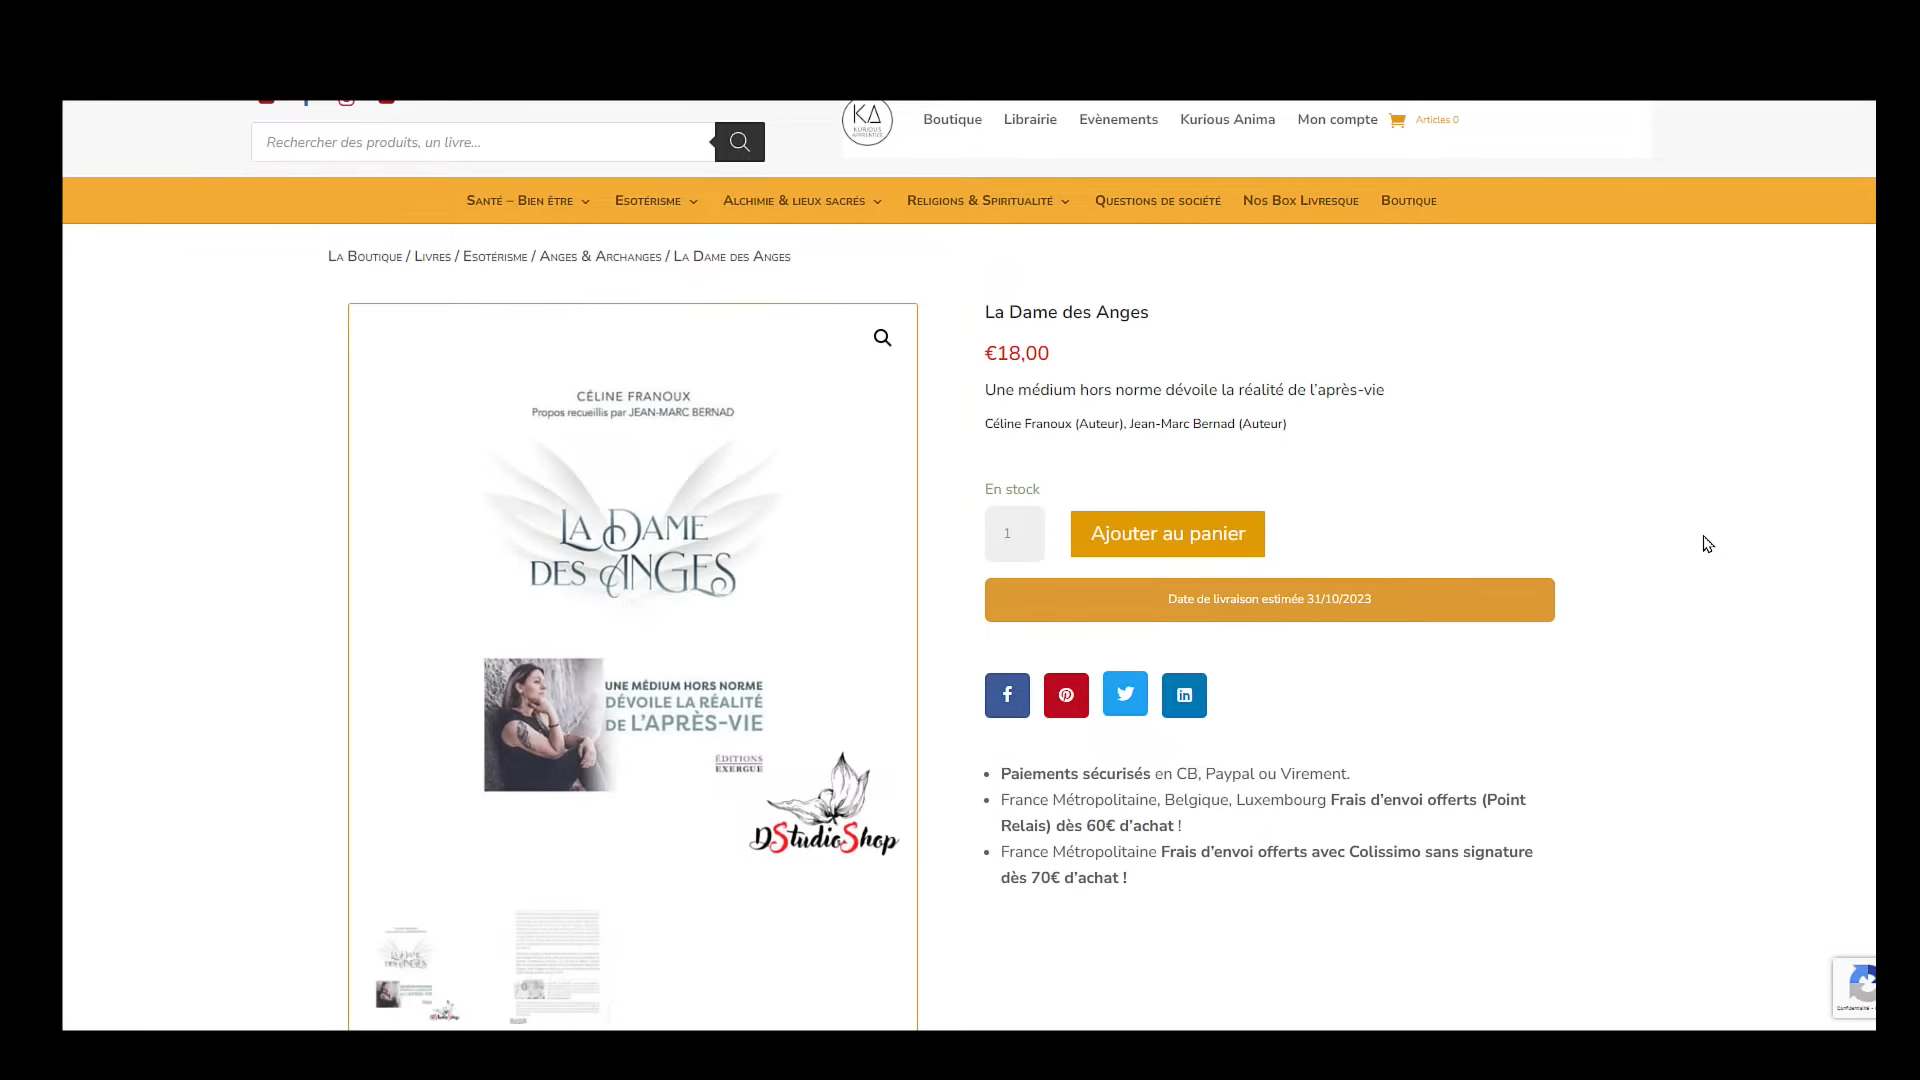 Rechercher des produits, un livre...
KA
KURIOUS
Boutique
Librairie
Evènements
Kurious Anima
Mon compte
Articles 0
Santé – Bien être
Esotérisme
Alchimie & lieux sacrés
Religions & Spiritualité
Questions de société
Nos Box Livresque
Boutique
La Boutique / Livres / Esotérisme / Anges & Archanges / La Dame des Anges
CÉLINE FRANOUX
Propos recueillis par JEAN-MARC BERNAD
LA DAME
DES ANGES
UNE MÉDIUM HORS NORME
DÉVOILE LA RÉALITÉ
DE L'APRÈS-VIE
ÉDITIONS
EXERGUE
DStudioShop
La Dame des Anges
€18,00
Une médium hors norme dévoile la réalité de l'après-vie
Céline Franoux (Auteur), Jean-Marc Bernad (Auteur)
En stock
1
Ajouter au panier
Date de livraison estimée 31/10/2023
Paiements sécurisés en CB, Paypal ou Virement.
France Métropolitaine, Belgique, Luxembourg Frais d'envoi offerts (Point
Relais) dès 60€ d'achat !
France Métropolitaine Frais d'envoi offerts avec Colissimo sans signature
dès 70€ d'achat !